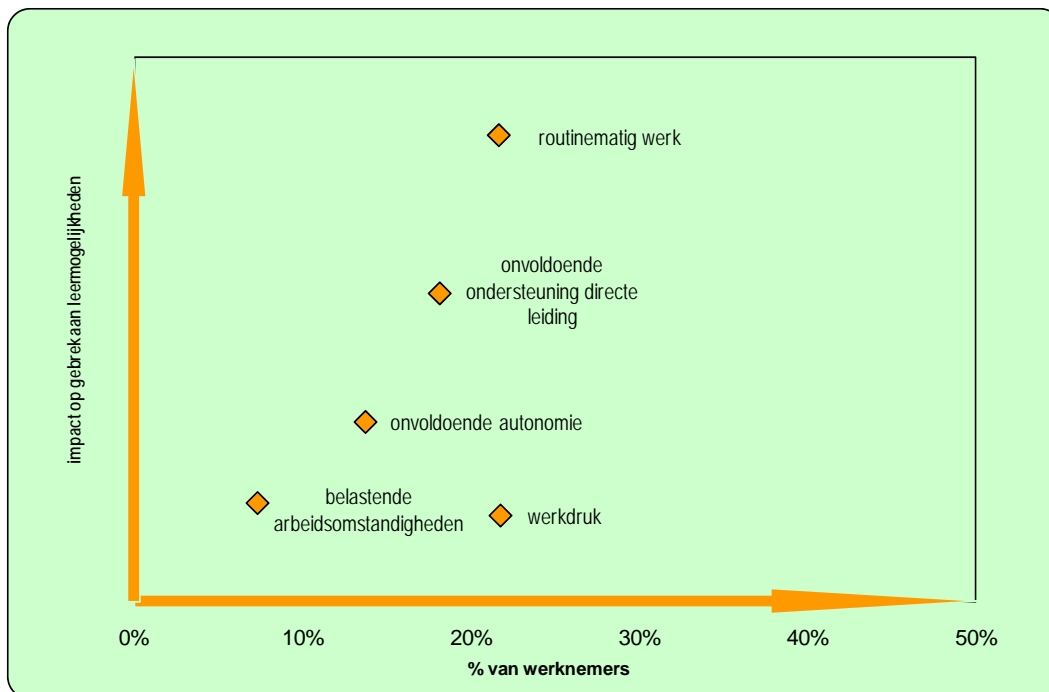 routinematig werk
onvoldoende
ondersteuning directe
leiding
onvoldoende autonomie
belastende
arbeidsomstandigheden
werkdruk
impact op gebrek aan leermogelijkheden
0%
10%
20%
30%
40%
50%
% van werknemers